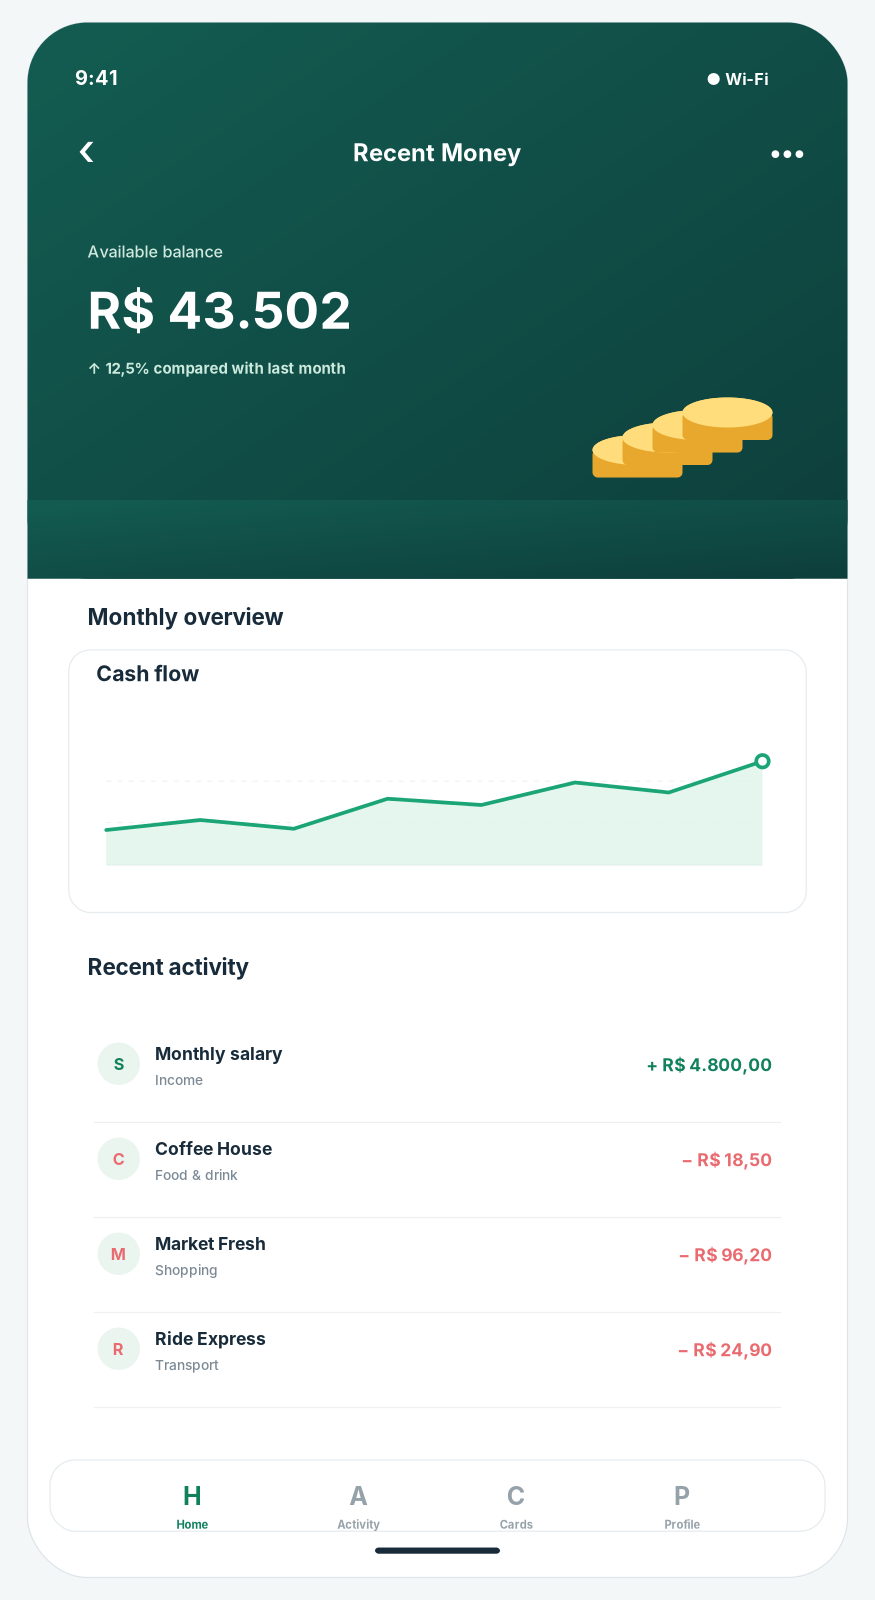 9:41
Wi-Fi
Recent Money
Available balance
R$ 43.502
↑ 12,5% compared with last month
Monthly overview
Cash flow
Recent activity
S
Monthly salary
Income
+ R$ 4.800,00
C
Coffee House
Food & drink
− R$ 18,50
M
Market Fresh
Shopping
− R$ 96,20
R
Ride Express
Transport
− R$ 24,90
H A C P
Home Activity Cards Profile